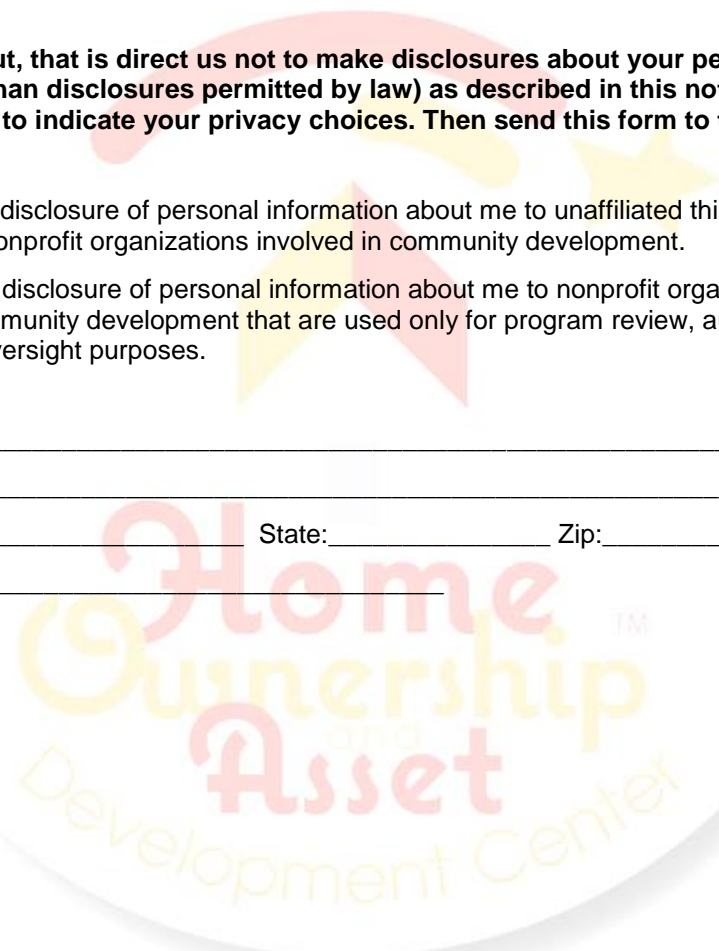 ut, that is direct us not to make disclosures about your pe
han disclosures permitted by law) as described in this not
to indicate your privacy choices. Then send this form to
disclosure of personal information about me to unaffiliated thi
onprofit organizations involved in community development.
disclosure of personal information about me to nonprofit orga
mmunity development that are used only for program review, a
versight purposes.
State:_______________ Zip:________
Home
Ownership
TM
and
Asset
Development Center